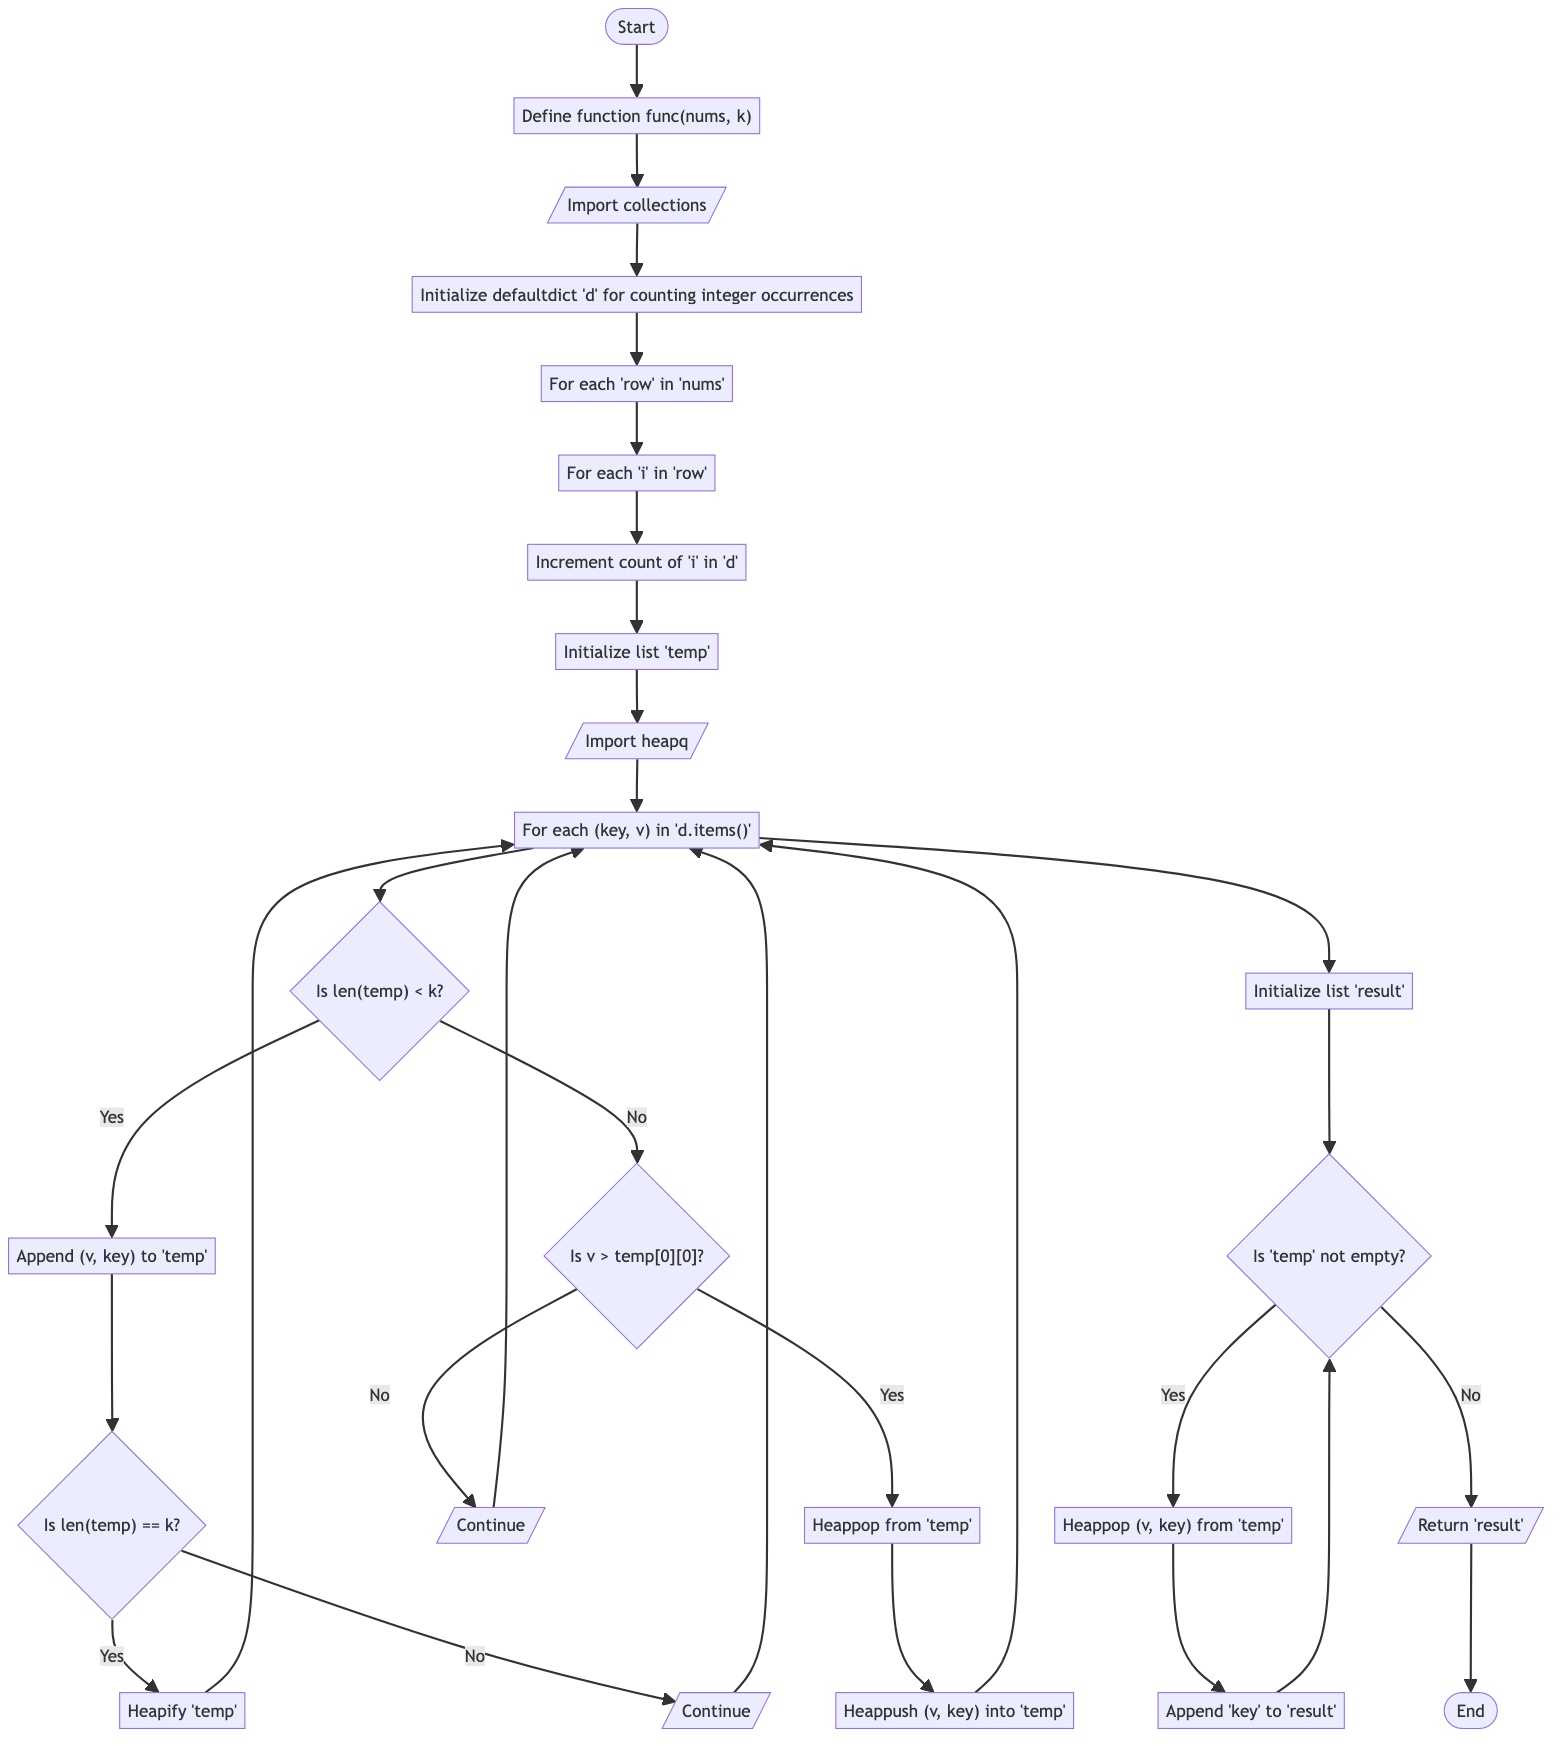 Start
Define function func(nums, k)
Import collections
Initialize defaultdict 'd' for counting integer occurrences
For each 'row' in 'nums'
For each 'i' in 'row'
Increment count of 'i' in 'd'
Initialize list 'temp'
Import heapq
For each (key, v) in 'd.items()'
Is len(temp) < k?
Initialize list 'result'
Yes
No
Append (v, key) to 'temp'
Is v > temp[0][0]?
Is 'temp' not empty?
No
Yes
Yes
No
Is len(temp) == k?
Continue
Heappop from 'temp'
Heappop (v, key) from 'temp'
Return 'result'
Yes
No
Heapify 'temp'
Continue
Heappush (v, key) into 'temp'
Append 'key' to 'result'
End